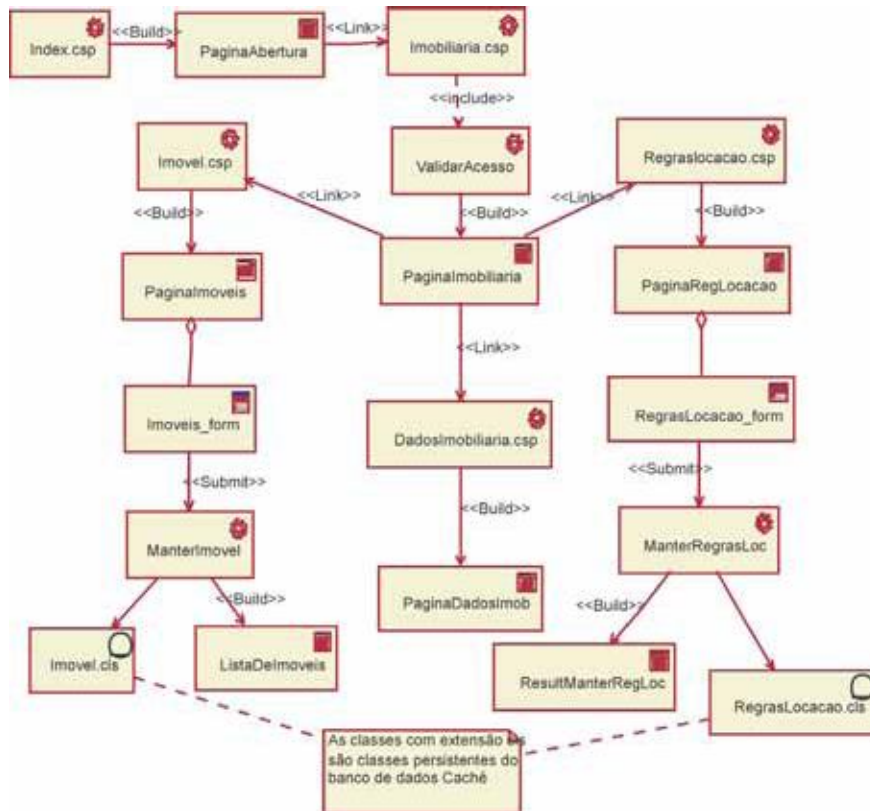 <<Build>>
<<Link>>
Index.csp
PaginaAbertura
Imobiliaria.csp
<<include>>
Imovel.csp
ValidarAcesso
Regraslocacao.csp
<<Link>>
<<Link>>
<<Build>>
<<Build>>
<<Build>>
PaginaImoveis
PaginaImobiliaria
PaginaRegLocacao
<<Link>>
Imoveis_form
DadosImobiliaria.csp
RegrasLocacao_form
<<Submit>>
<<Submit>>
<<Build>>
ManterImovel
ManterRegrasLoc
<<Build>>
PaginaDadosImob
<<Build>>
Imovel.cls
ListaDeImoveis
ResultManterRegLoc
RegrasLocacao.cls
As classes com extensão cls
são classes persistentes do
banco de dados Caché